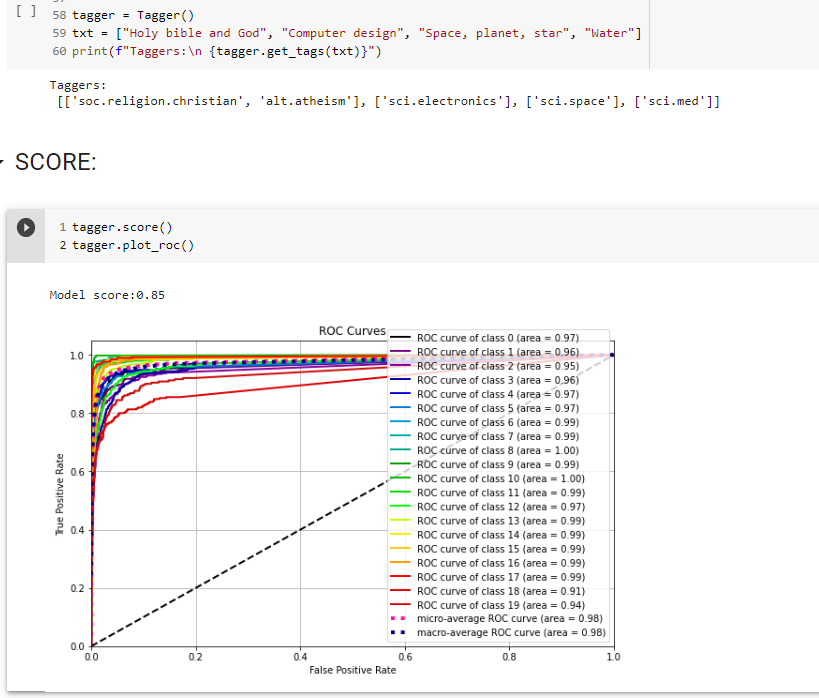 [ ] 58 tagger = Tagger()
59 txt = ["Holy bible and God", "Computer design", "Space, planet, star", "Water"]
60 print(f"Taggers:\n {tagger.get_tags(txt)}")
Taggers:
[['soc.religion.christian', 'alt.atheism'], ['sci.electronics'], ['sci.space'], ['sci.med']]
SCORE:
1 tagger.score()
2 tagger.plot_roc()
Model score:0.85
ROC Curves
ROC curve of class 0 (area = 0.97)
ROC curve of class 1 (area = 0.96)
ROC curve of class 2 (area = 0.95)
ROC curve of class 3 (area = 0.96)
ROC curve of class 4 (area = 0.97)
ROC curve of class 5 (area = 0.97)
ROC curve of class 6 (area = 0.99)
ROC curve of class 7 (area = 0.99)
ROC curve of class 8 (area = 1.00)
ROC curve of class 9 (area = 0.99)
ROC curve of class 10 (area = 1.00)
ROC curve of class 11 (area = 0.99)
ROC curve of class 12 (area = 0.97)
ROC curve of class 13 (area = 0.99)
ROC curve of class 14 (area = 0.99)
ROC curve of class 15 (area = 0.99)
ROC curve of class 16 (area = 0.99)
ROC curve of class 17 (area = 0.99)
ROC curve of class 18 (area = 0.91)
ROC curve of class 19 (area = 0.94)
micro-average ROC curve (area = 0.98)
macro-average ROC curve (area = 0.98)
True Positive Rate
1.0
0.8
0.6
0.4
0.2
0.0
0.0 0.2 0.4 0.6 0.8 1.0
False Positive Rate